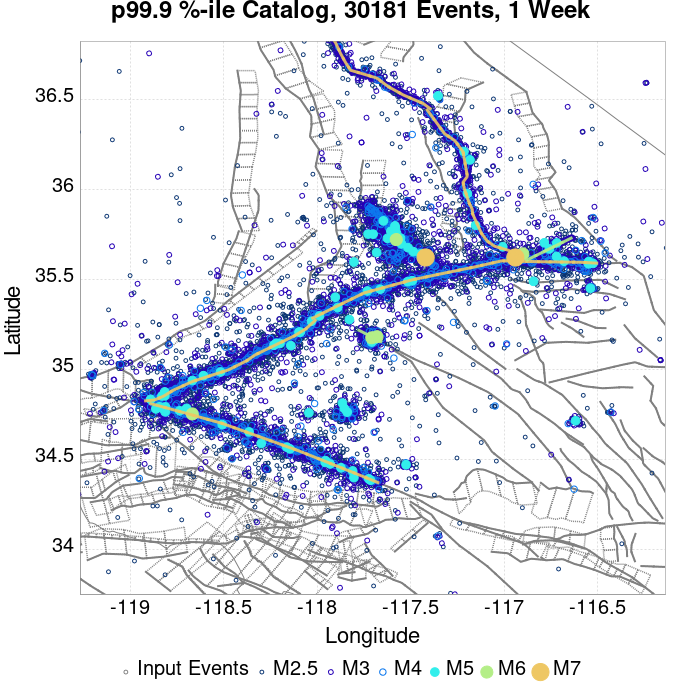 p99.9 %-ile Catalog, 30181 Events, 1 Week
36.5
36
35.5
35
34.5
34
Latitude
-119 -118.5 -118 -117.5 -117 -116.5
Longitude
Input Events M2.5 M3 M4 M5 M6 M7